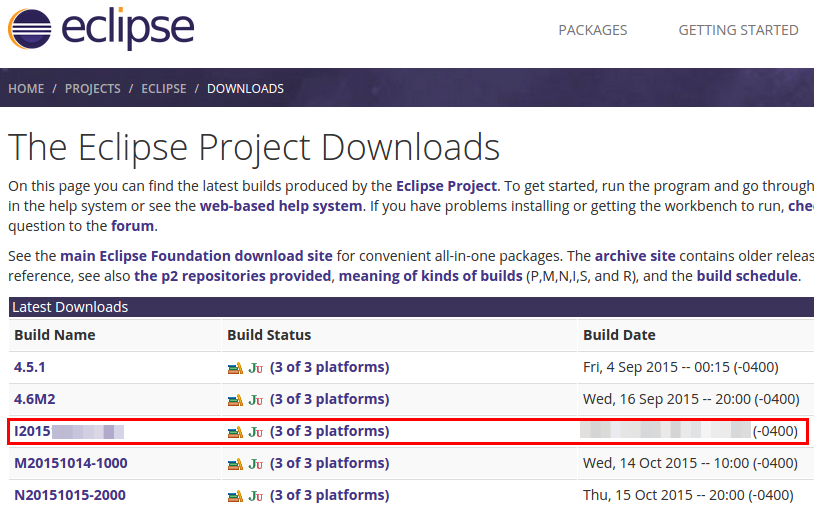 eclipse
PACKAGES GETTING STARTED
HOME / PROJECTS / ECLIPSE / DOWNLOADS
The Eclipse Project Downloads
On this page you can find the latest builds produced by the Eclipse Project. To get started, run the program and go through
in the help system or see the web-based help system. If you have problems installing or getting the workbench to run, che
question to the forum.
See the main Eclipse Foundation download site for convenient all-in-one packages. The archive site contains older relea
reference, see also the p2 repositories provided, meaning of kinds of builds (P,M,N,I,S, and R), and the build schedule.
Latest Downloads
Build Name Build Status Build Date
4.5.1 JU (3 of 3 platforms) Fri, 4 Sep 2015 -- 00:15 (-0400)
4.6M2 JU (3 of 3 platforms) Wed, 16 Sep 2015 -- 20:00 (-0400)
I2015 JU (3 of 3 platforms) (-0400)
M20151014-1000 JU (3 of 3 platforms) Wed, 14 Oct 2015 -- 10:00 (-0400)
N20151015-2000 JU (3 of 3 platforms) Thu, 15 Oct 2015 -- 20:00 (-0400)